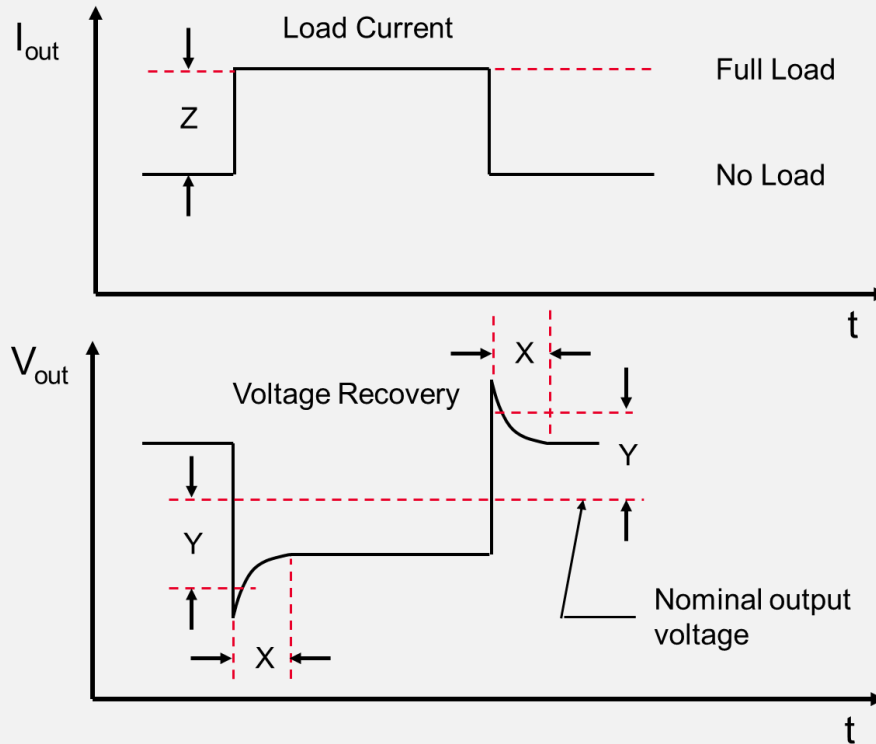 Load Current
Iout
Full Load
Z
No Load
t
Vout
X
Voltage Recovery
Y
Y
Nominal output
voltage
X
t